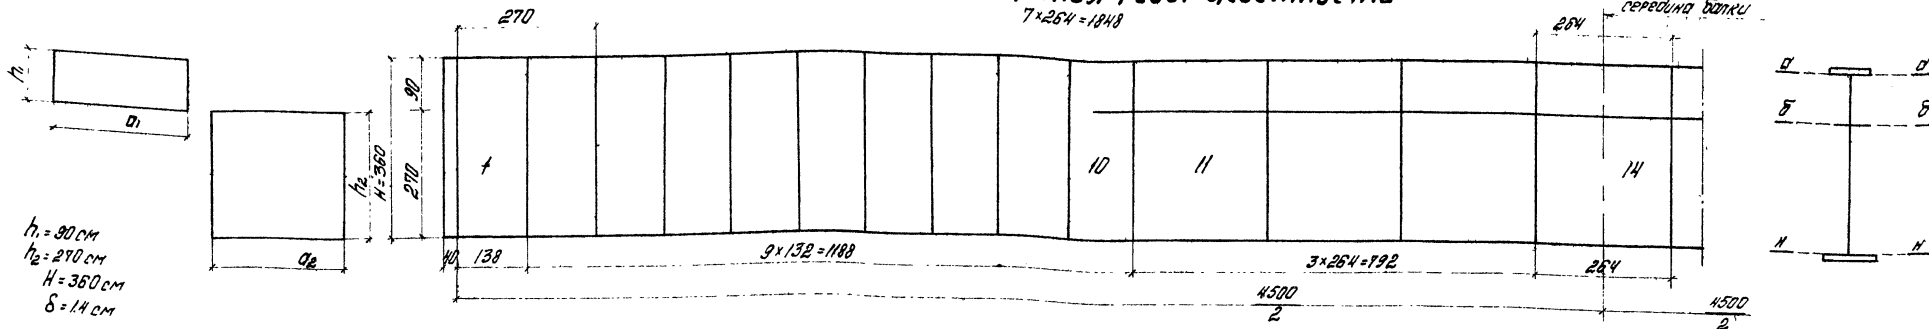 7×264=1848
середина балки
270
264
h₁
a₁
h₂
a₂
H=360
90
270
1
10
11
14
а а
б б
н н
h₁=90 см
h₂=270 см
H=360 см
δ=1.4 см
10
138
9×132=1188
3×264=792
264
4500
2
4500
2